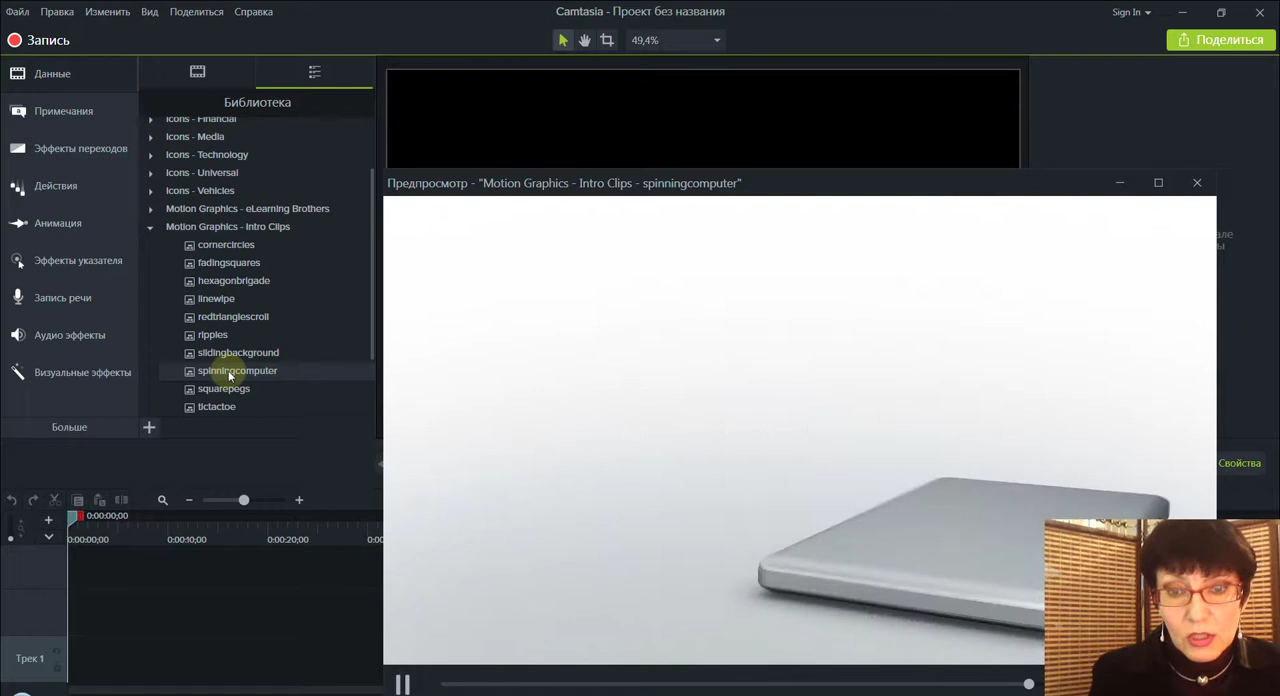 Файл Правка Изменить Вид Поделиться Справка
Camtasia - Проект без названия
Sign In
Запись
49,4%
Поделиться
Данные
Примечания
Эффекты переходов
Действия
Анимация
Эффекты указателя
Запись речи
Аудио эффекты
Визуальные эффекты
Больше
Библиотека
Icons - Financial
Icons - Media
Icons - Technology
Icons - Universal
Icons - Vehicles
Motion Graphics - eLearning Brothers
Motion Graphics - Intro Clips
cornercircles
fadingsquares
hexagonbrigade
linewipe
redtrianglescroll
ripples
slidingbackground
spinningcomputer
squarepegs
tictactoe
Предпросмотр - "Motion Graphics - Intro Clips - spinningcomputer"
Свойства
0:00:00;00
0:00:00;00 0:00:10;00 0:00:20;00
Трек 1